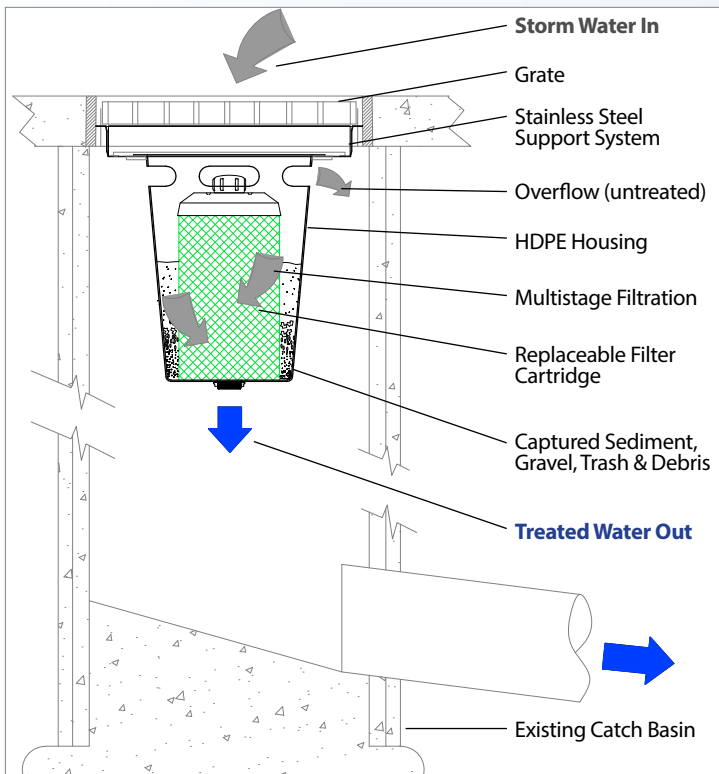 Storm Water In
Grate
Stainless Steel
Support System
Overflow (untreated)
HDPE Housing
Multistage Filtration
Replaceable Filter
Cartridge
Captured Sediment,
Gravel, Trash & Debris
Treated Water Out
Existing Catch Basin